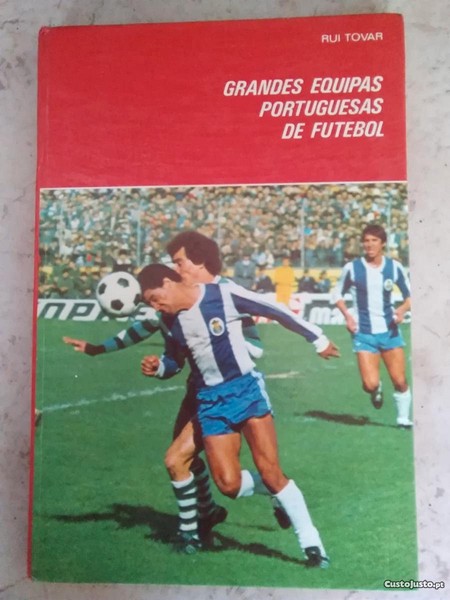 RUI TOVAR
GRANDES EQUIPAS
PORTUGUESAS
DE FUTEBOL
CustoJusto.pt